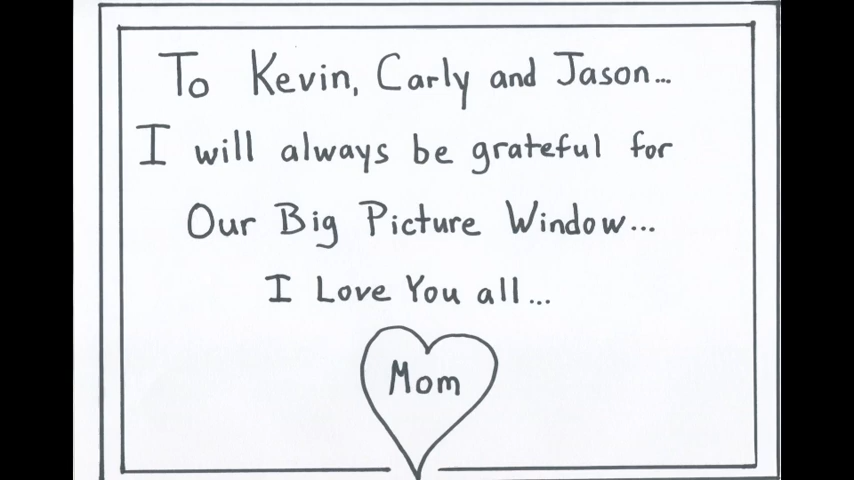 To Kevin, Carly and Jason...
I will always be grateful for
Our Big Picture Window...
I Love You all...
Mom